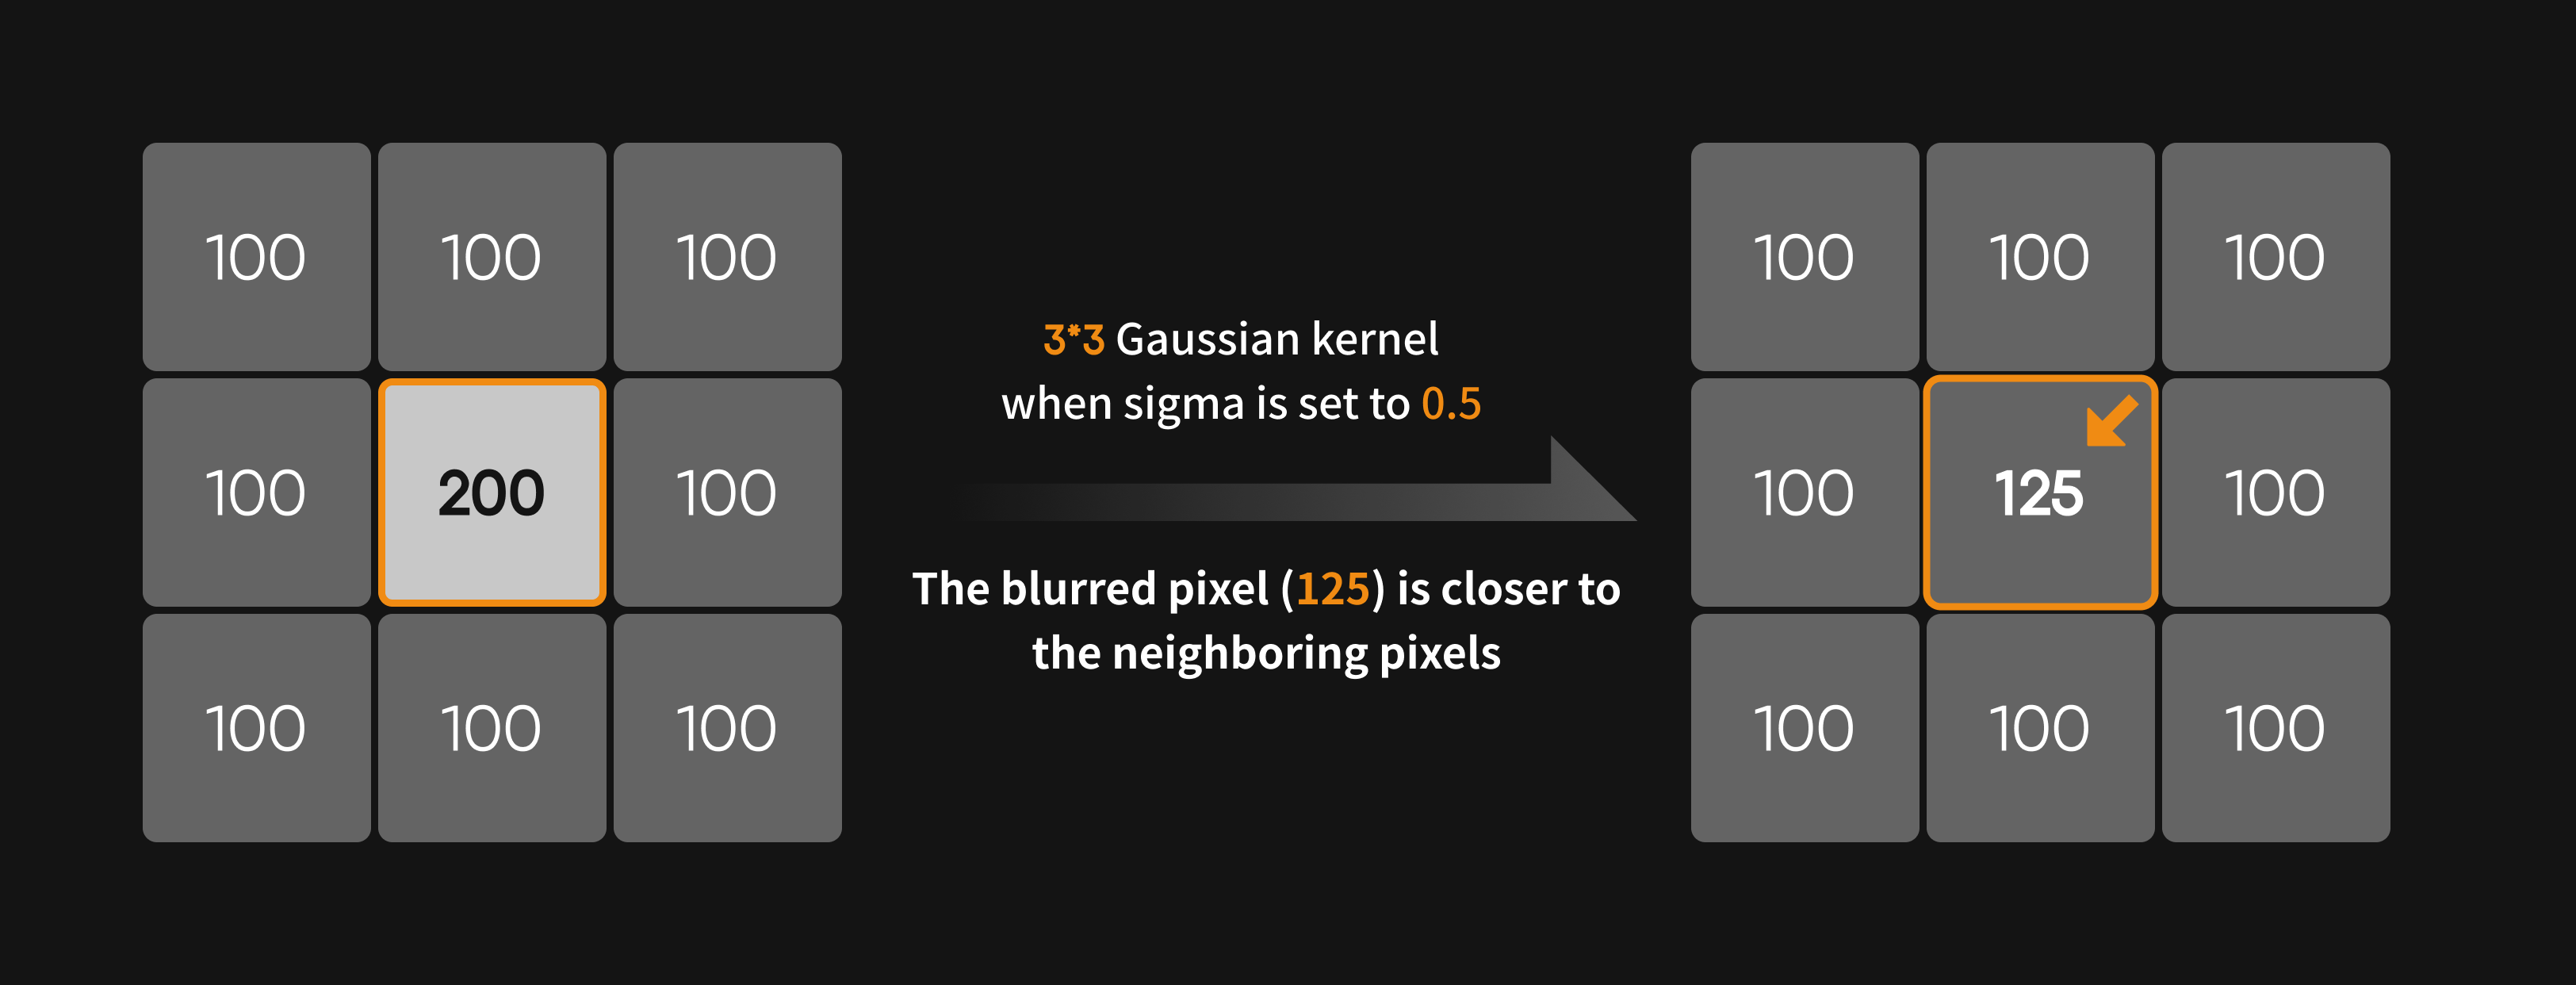 100 100 100
100 200 100
100 100 100
3*3 Gaussian kernel
when sigma is set to 0.5
The blurred pixel (125) is closer to
the neighboring pixels
100 100 100
100 125 100
100 100 100